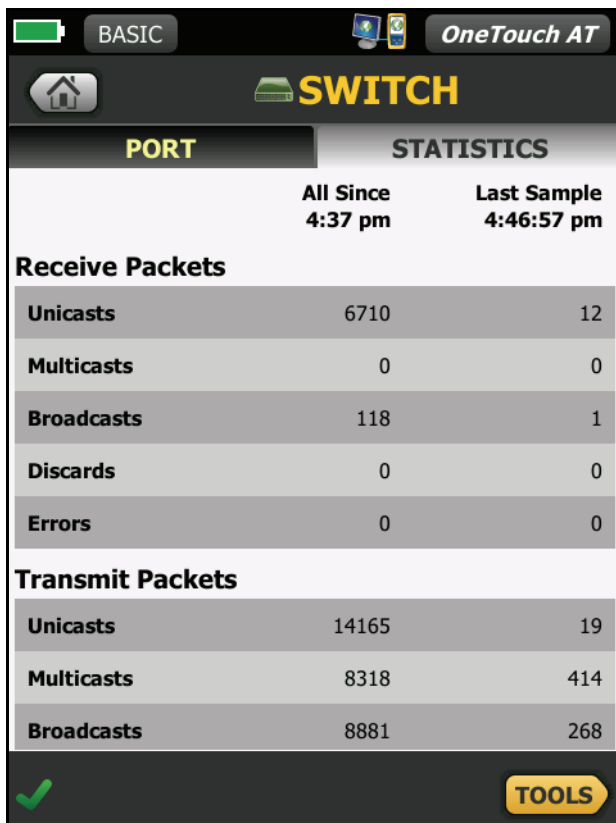 BASIC OneTouch AT
SWITCH
PORT STATISTICS
All Since Last Sample
4:37 pm 4:46:57 pm
Receive Packets
Unicasts 6710 12
Multicasts 0 0
Broadcasts 118 1
Discards 0 0
Errors 0 0
Transmit Packets
Unicasts 14165 19
Multicasts 8318 414
Broadcasts 8881 268
TOOLS